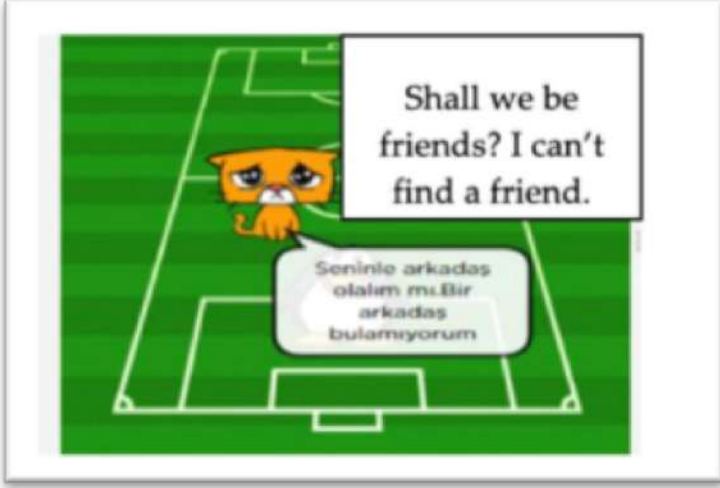 Shall we be
friends? I can't
find a friend.
Seninle arkadaş
olalım mı.Bir
arkadaş
bulamıyorum